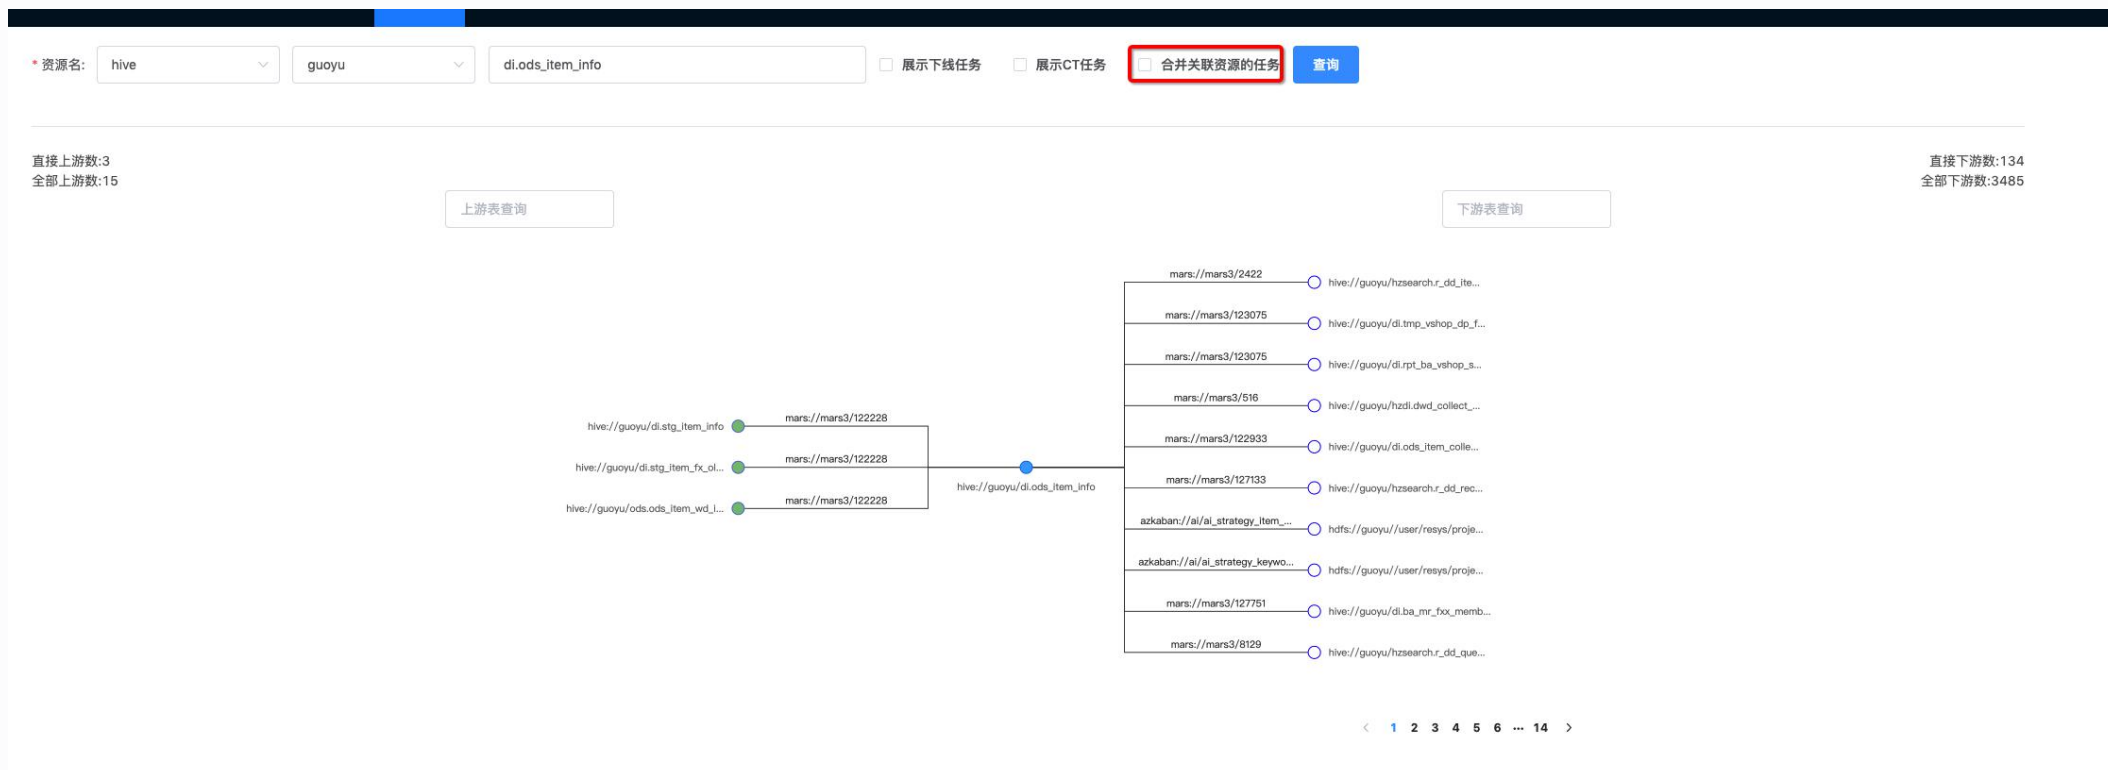 * 资源名: hive guoyu di.ods_item_info 展示下线任务 展示CT任务 合并关联资源的任务 查询
直接上游数:3
全部上游数:15
直接下游数:134
全部下游数:3485
上游表查询
下游表查询
hive://guoyu/di.stg_item_info
mars://mars3/122228
hive://guoyu/di.stg_item_fx_ol...
mars://mars3/122228
hive://guoyu/ods.ods_item_wd_i...
mars://mars3/122228
hive://guoyu/di.ods_item_info
mars://mars3/2422
hive://guoyu/hzsearch.r_dd_ite...
mars://mars3/123075
hive://guoyu/di.tmp_vshop_dp_f...
mars://mars3/123075
hive://guoyu/di.rpt_ba_vshop_s...
mars://mars3/516
hive://guoyu/hzdi.dwd_collect_...
mars://mars3/122933
hive://guoyu/di.ods_item_colle...
mars://mars3/127133
hive://guoyu/hzsearch.r_dd_rec...
azkaban://ai/ai_strategy_item_...
hdfs://guoyu//user/resys/proje...
azkaban://ai/ai_strategy_keywo...
hdfs://guoyu//user/resys/proje...
mars://mars3/127751
hive://guoyu/di.ba_mr_fxx_memb...
mars://mars3/8129
hive://guoyu/hzsearch.r_dd_que...
< 1 2 3 4 5 6 ... 14 >